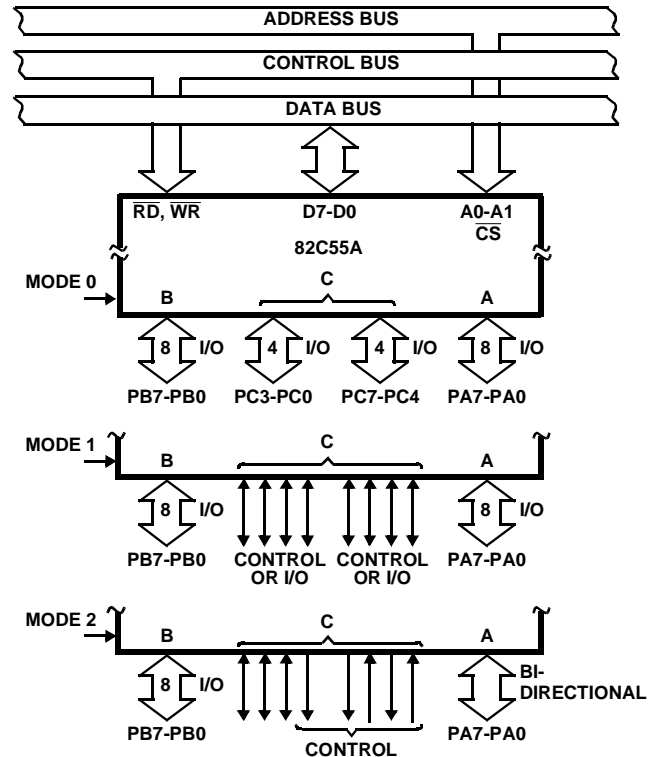 ADDRESS BUS
CONTROL BUS
DATA BUS
RD, WR D7-D0 A0-A1
CS
82C55A
MODE 0
B C A
8 I/O 4 I/O 4 I/O 8 I/O
PB7-PB0 PC3-PC0 PC7-PC4 PA7-PA0
MODE 1
B C A
8 I/O 8 I/O
PB7-PB0 CONTROL OR I/O CONTROL OR I/O PA7-PA0
MODE 2
B C A
8 I/O BI-
DIRECTIONAL
PB7-PB0 CONTROL PA7-PA0